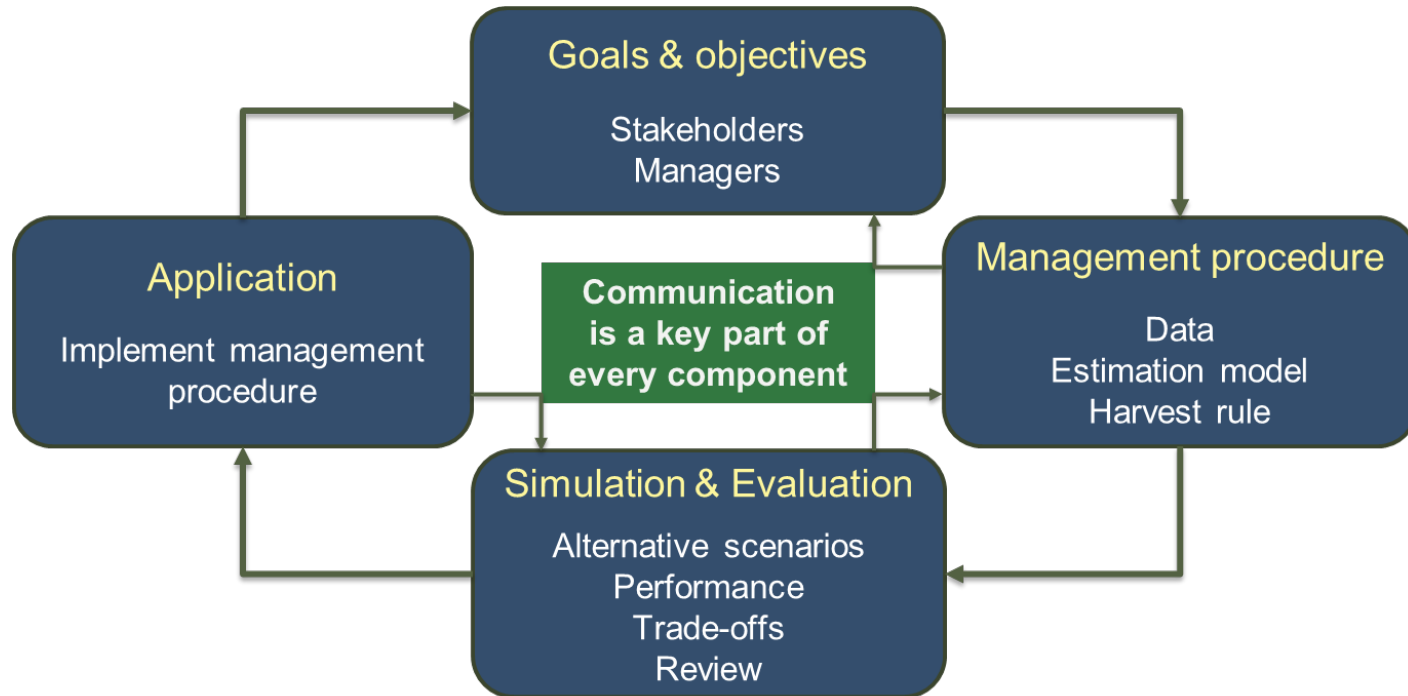 Goals & objectives
Stakeholders
Managers
Application
Implement management
procedure
Communication
is a key part of
every component
Management procedure
Data
Estimation model
Harvest rule
Simulation & Evaluation
Alternative scenarios
Performance
Trade-offs
Review